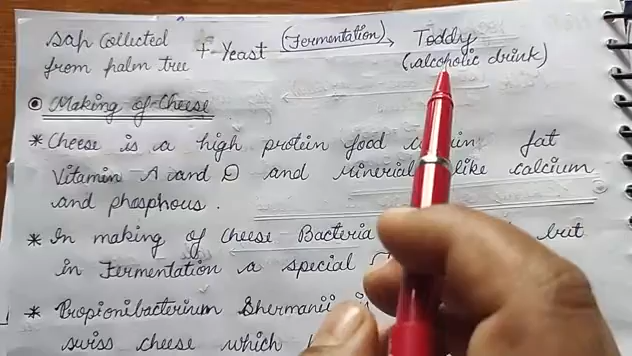 Sap Collected + Yeast (Fermentation) → Toddy
from palm tree (alcoholic drink)
Making of Cheese
* Cheese is a high protein food fat
Vitamin A and D and mineral like calcium
and phosphous.
* In making of cheese Bacteria but
in Fermentation a special
* Propionibacterium Shermanii
swiss cheese which